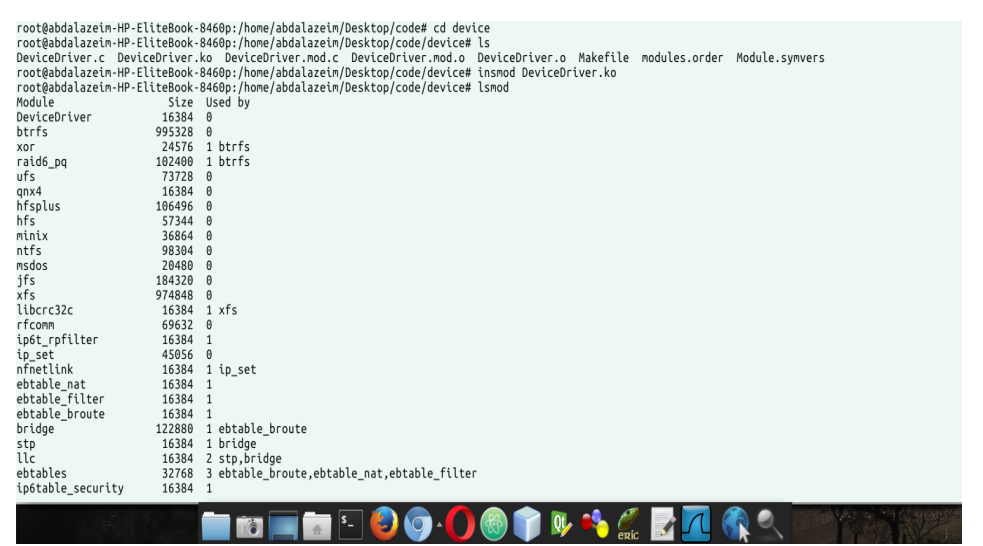 root@abdalazeim-HP-EliteBook-8460p:/home/abdalazeim/Desktop/code# cd device
root@abdalazeim-HP-EliteBook-8460p:/home/abdalazeim/Desktop/code/device# ls
DeviceDriver.c DeviceDriver.ko DeviceDriver.mod.c DeviceDriver.mod.o DeviceDriver.o Makefile modules.order Module.symvers
root@abdalazeim-HP-EliteBook-8460p:/home/abdalazeim/Desktop/code/device# insmod DeviceDriver.ko
root@abdalazeim-HP-EliteBook-8460p:/home/abdalazeim/Desktop/code/device# lsmod
Module Size Used by
DeviceDriver 16384 0
btrfs 995328 0
xor 24576 1 btrfs
raid6_pq 102400 1 btrfs
ufs 73728 0
qnx4 16384 0
hfsplus 106496 0
hfs 57344 0
minix 36864 0
ntfs 98304 0
msdos 20480 0
jfs 184320 0
xfs 974848 0
libcrc32c 16384 1 xfs
rfcomm 69632 0
ip6t_rpfilter 16384 1
ip_set 45056 0
nfnetlink 16384 1 ip_set
ebtable_nat 16384 1
ebtable_filter 16384 1
ebtable_broute 16384 1
bridge 122880 1 ebtable_broute
stp 16384 1 bridge
llc 16384 2 stp,bridge
ebtables 32768 3 ebtable_broute,ebtable_nat,ebtable_filter
ip6table_security 16384 1
$_ Qt eric